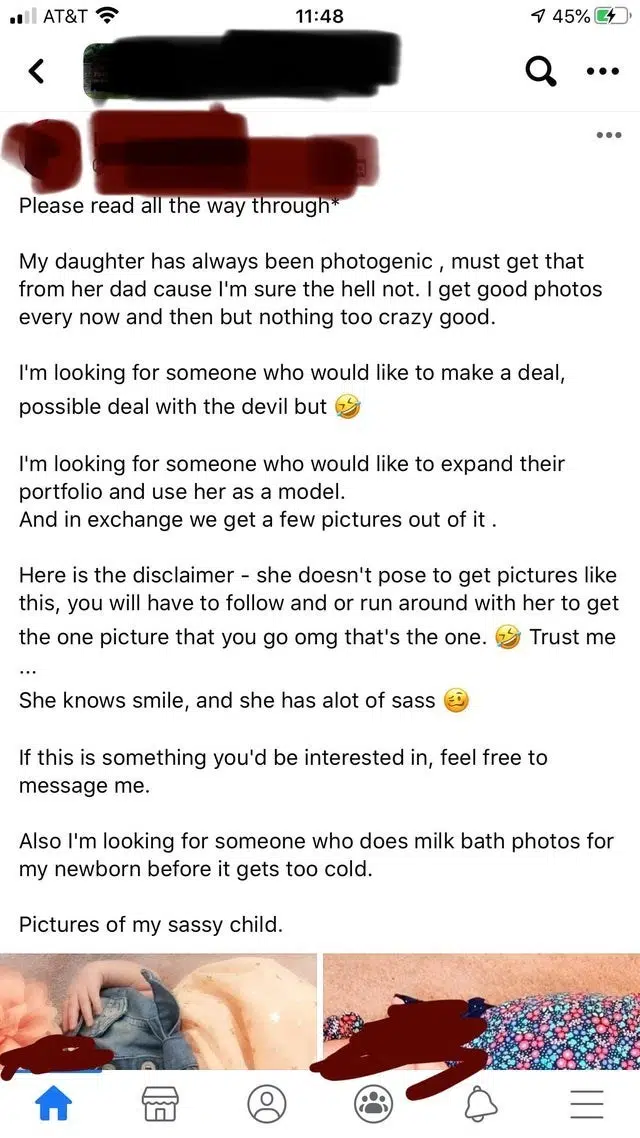 AT&T
11:48
45%
Please read all the way through*
My daughter has always been photogenic , must get that
from her dad cause I'm sure the hell not. I get good photos
every now and then but nothing too crazy good.
I'm looking for someone who would like to make a deal,
possible deal with the devil but 🤣
I'm looking for someone who would like to expand their
portfolio and use her as a model.
And in exchange we get a few pictures out of it .
Here is the disclaimer - she doesn't pose to get pictures like
this, you will have to follow and or run around with her to get
the one picture that you go omg that's the one. 🤣 Trust me
...
She knows smile, and she has alot of sass 🥴
If this is something you'd be interested in, feel free to
message me.
Also I'm looking for someone who does milk bath photos for
my newborn before it gets too cold.
Pictures of my sassy child.